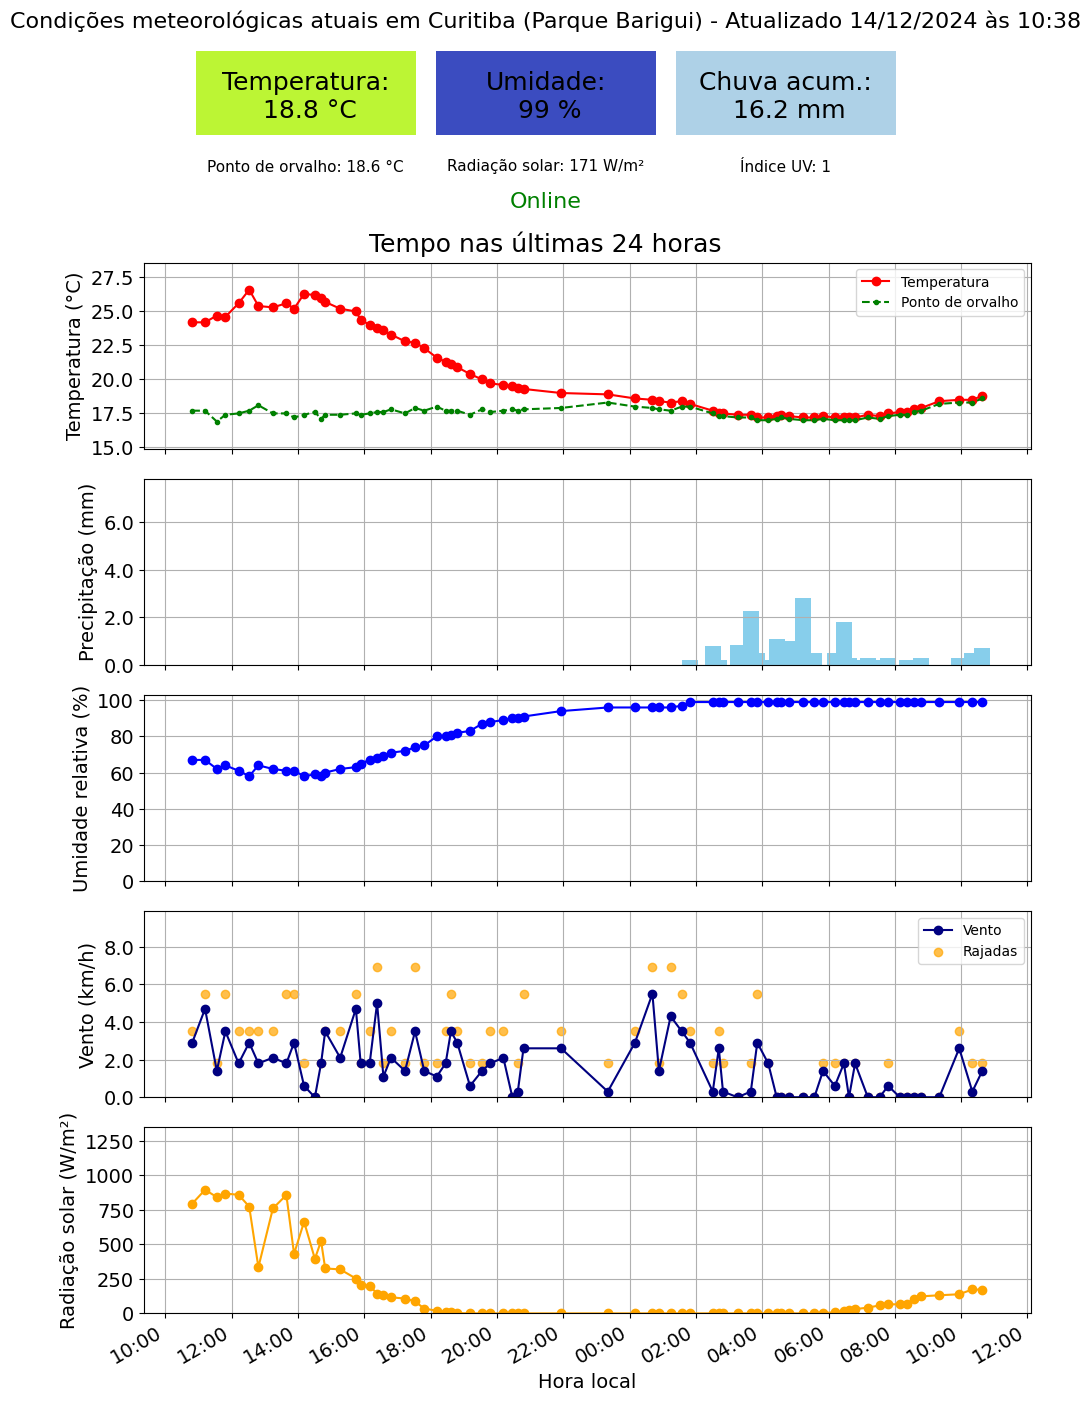 Condições meteorológicas atuais em Curitiba (Parque Barigui) - Atualizado 14/12/2024 às 10:38
Temperatura:
18.8 °C
Umidade:
99 %
Chuva acum.:
16.2 mm
Ponto de orvalho: 18.6 °C
Radiação solar: 171 W/m²
Índice UV: 1
Online
Tempo nas últimas 24 horas
Temperatura (°C)
27.5
25.0
22.5
20.0
17.5
15.0
Temperatura
Ponto de orvalho
Precipitação (mm)
6.0
4.0
2.0
0.0
Umidade relativa (%)
100
80
60
40
20
0
Vento (km/h)
8.0
6.0
4.0
2.0
0.0
Vento
Rajadas
Radiação solar (W/m²)
1250
1000
750
500
250
0
10:00
12:00
14:00
16:00
18:00
20:00
22:00
00:00
02:00
04:00
06:00
08:00
10:00
12:00
Hora local